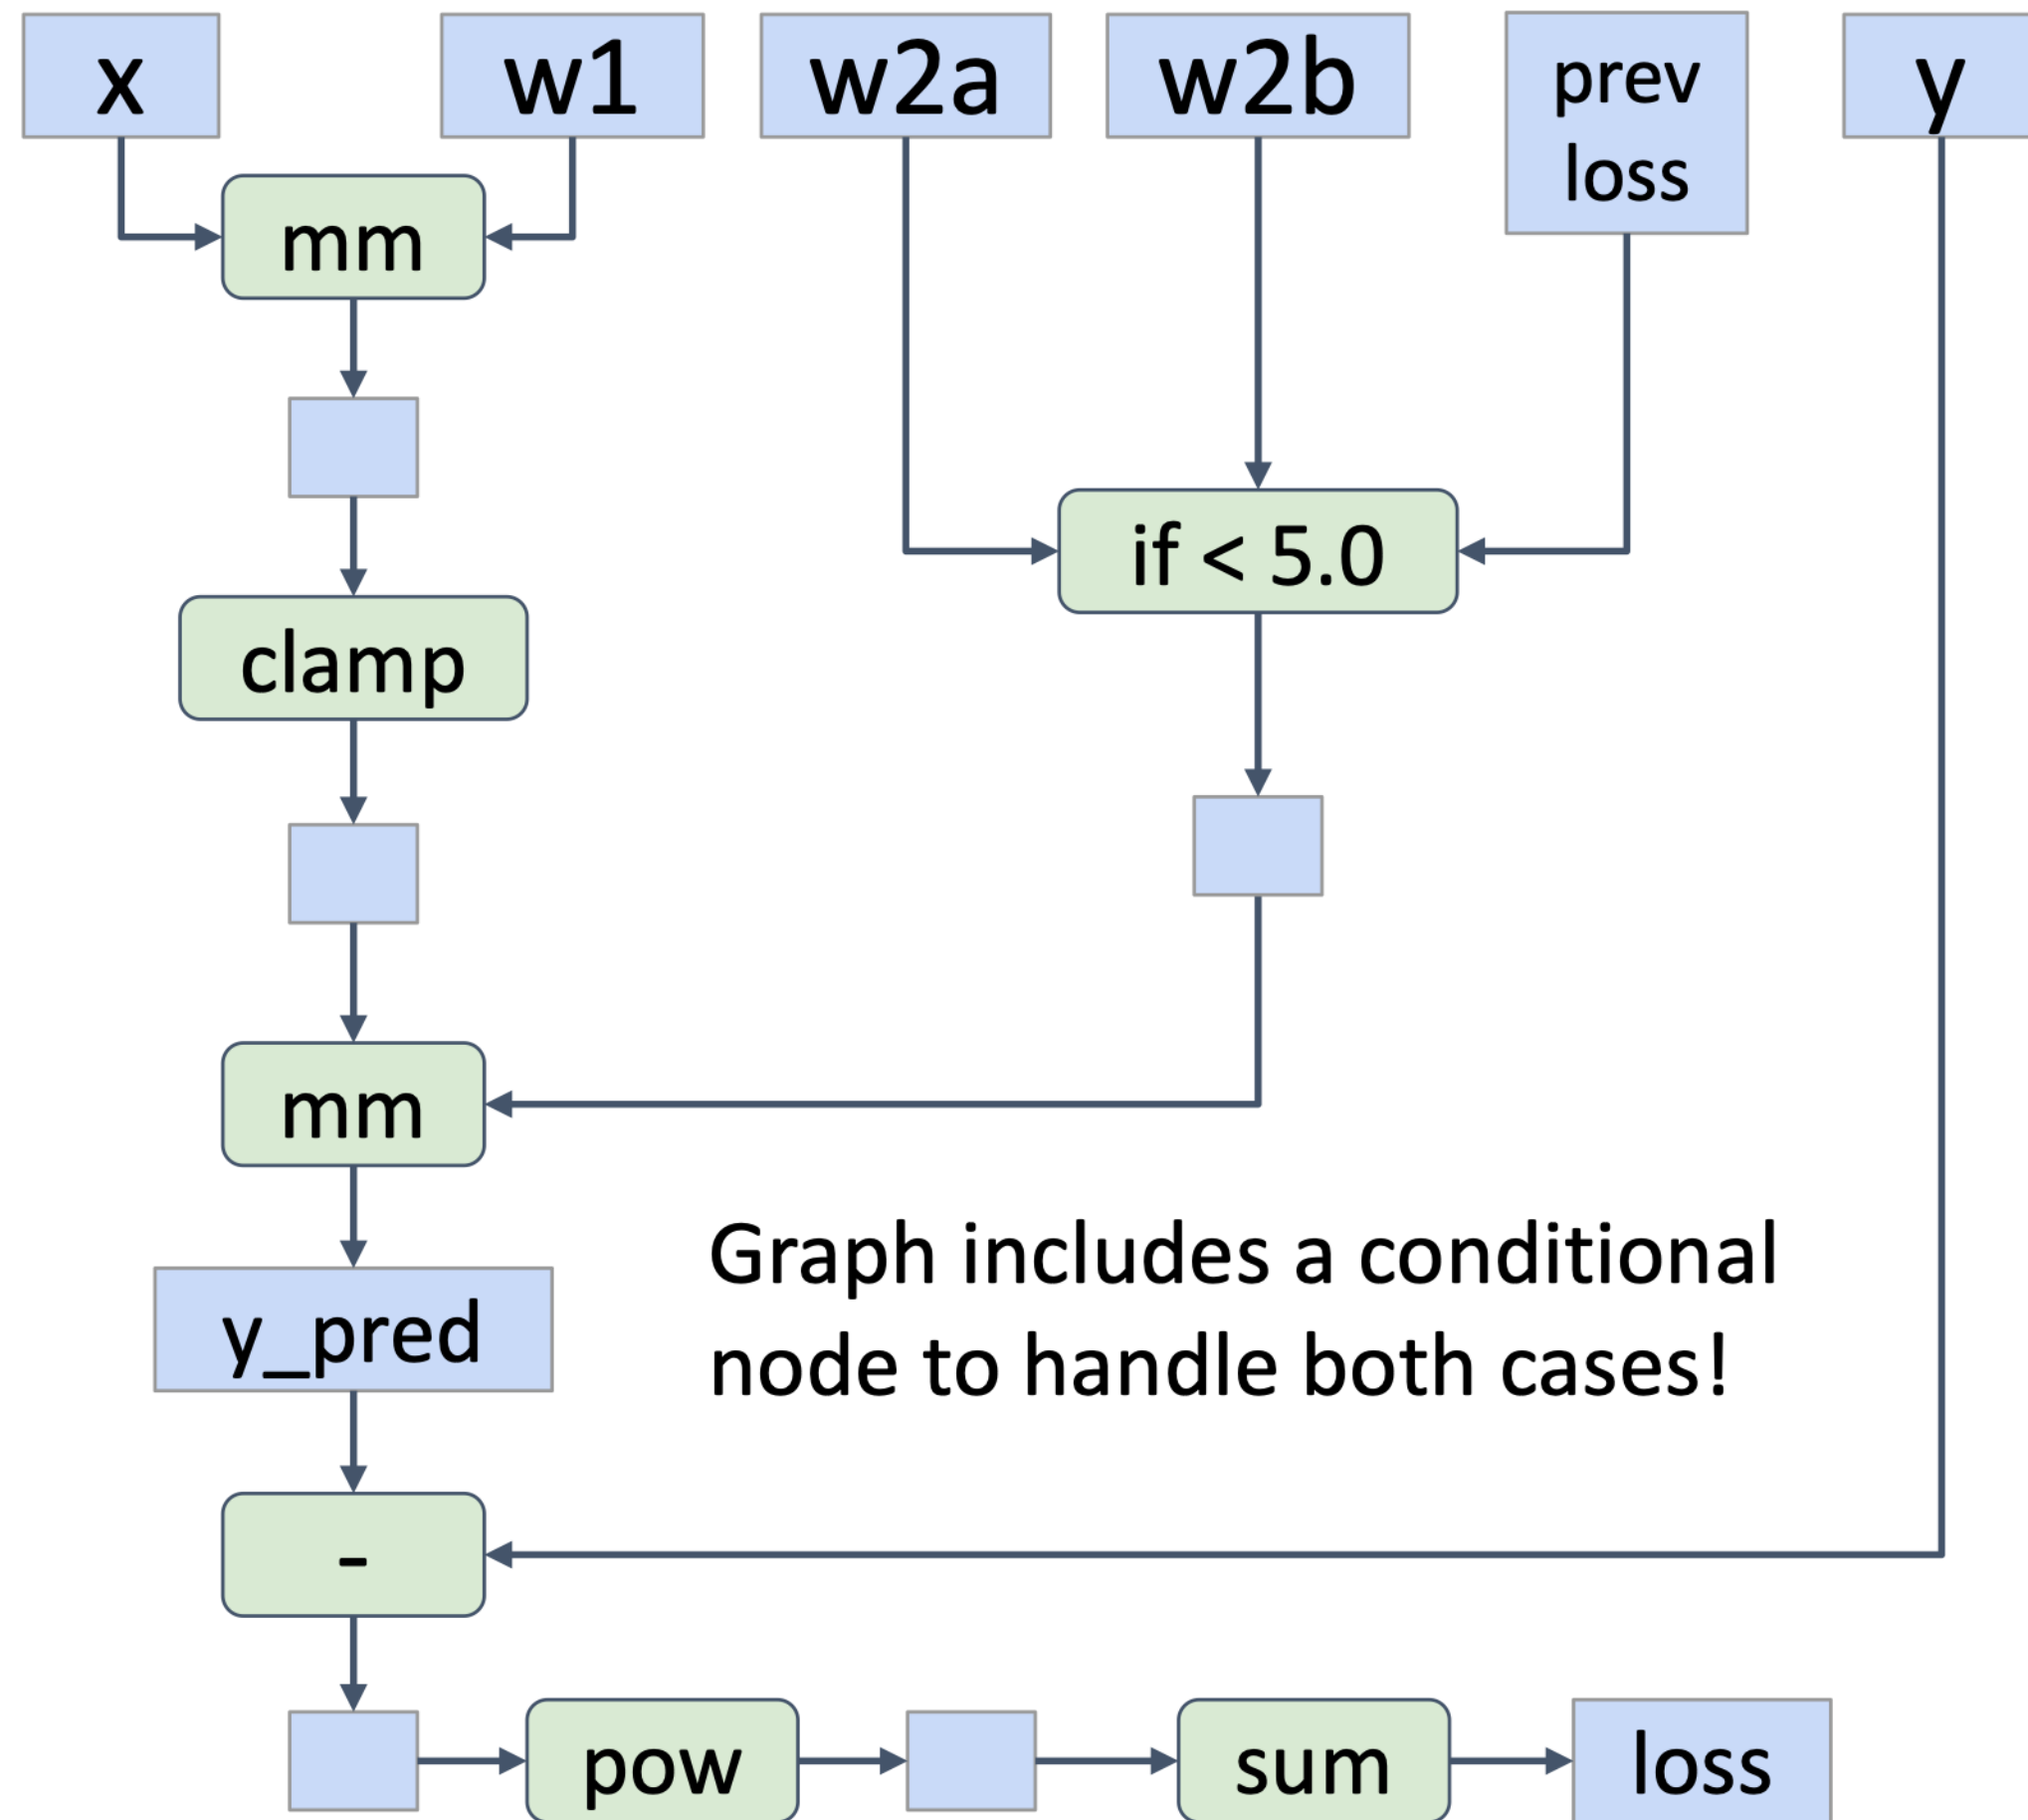 x
w1
w2a
w2b
prev
loss
y
mm
if < 5.0
clamp
mm
Graph includes a conditional
node to handle both cases!
y_pred
-
pow
sum
loss